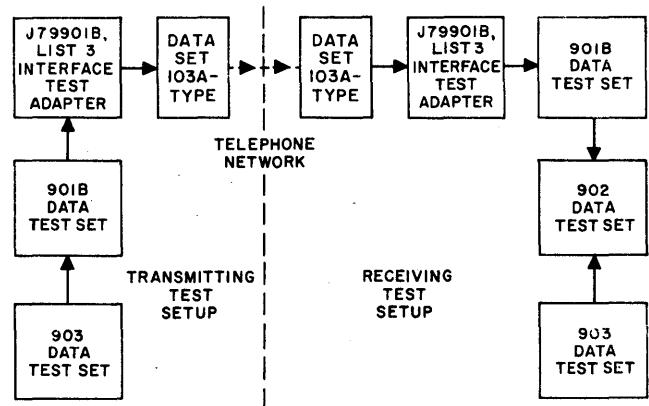 J79901B,
LIST 3
INTERFACE
TEST
ADAPTER
DATA
SET
103A-
TYPE
DATA
SET
103A-
TYPE
J79901B,
LIST 3
INTERFACE
TEST
ADAPTER
901B
DATA
TEST SET
TELEPHONE
NETWORK
901B
DATA
TEST SET
902
DATA
TEST SET
TRANSMITTING
TEST
SETUP
RECEIVING
TEST
SETUP
903
DATA
TEST SET
903
DATA
TEST SET